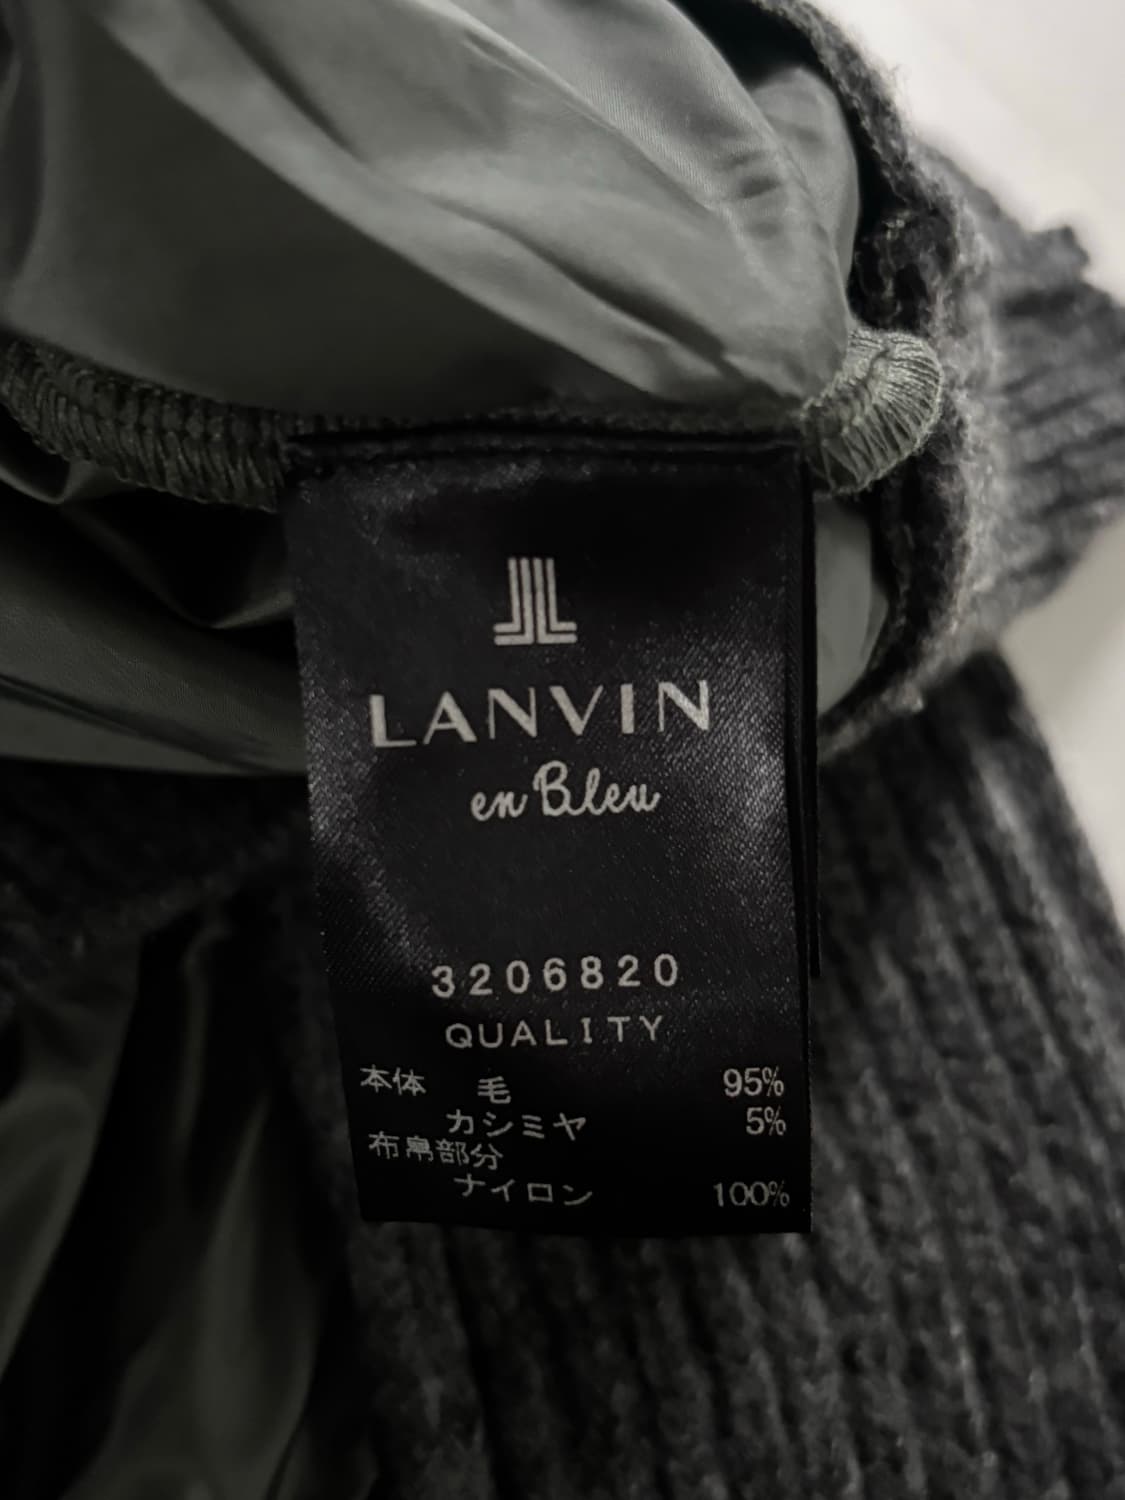 LANVIN
en Bleu
3206820
QUALITY
本体 毛 95%
カシミヤ 5%
布帛部分
ナイロン 100%